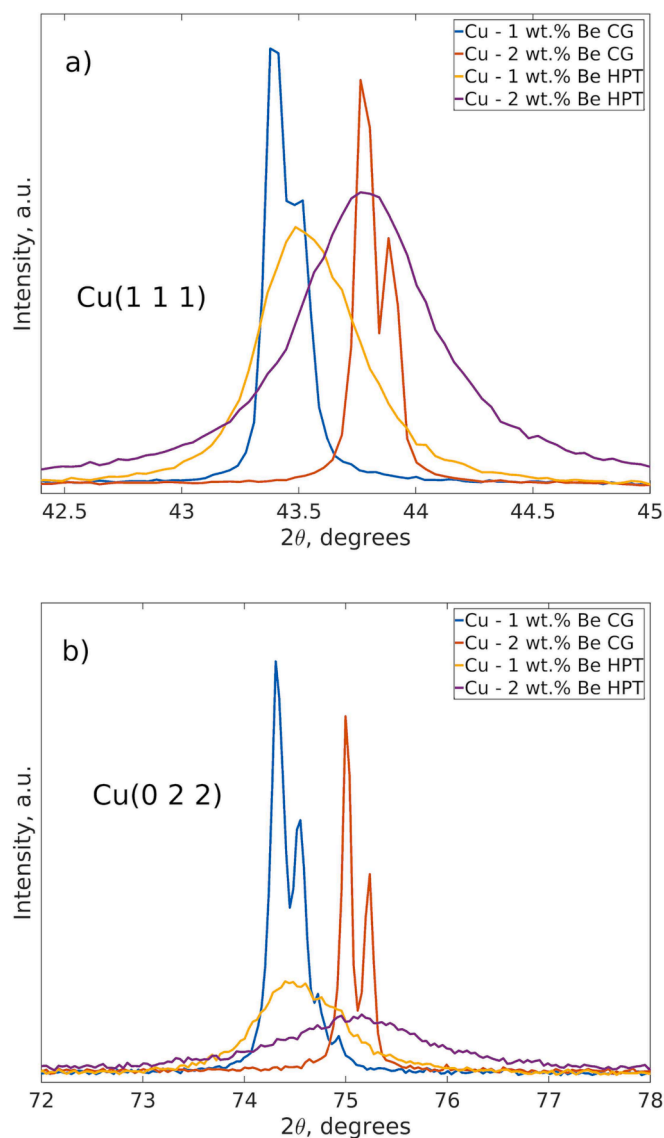 a)
Cu - 1 wt.% Be CG
Cu - 2 wt.% Be CG
Cu - 1 wt.% Be HPT
Cu - 2 wt.% Be HPT
Intensity, a.u.
Cu(1 1 1)
42.5 43 43.5 44 44.5 45
2θ, degrees
b)
Cu - 1 wt.% Be CG
Cu - 2 wt.% Be CG
Cu - 1 wt.% Be HPT
Cu - 2 wt.% Be HPT
Intensity, a.u.
Cu(0 2 2)
72 73 74 75 76 77 78
2θ, degrees